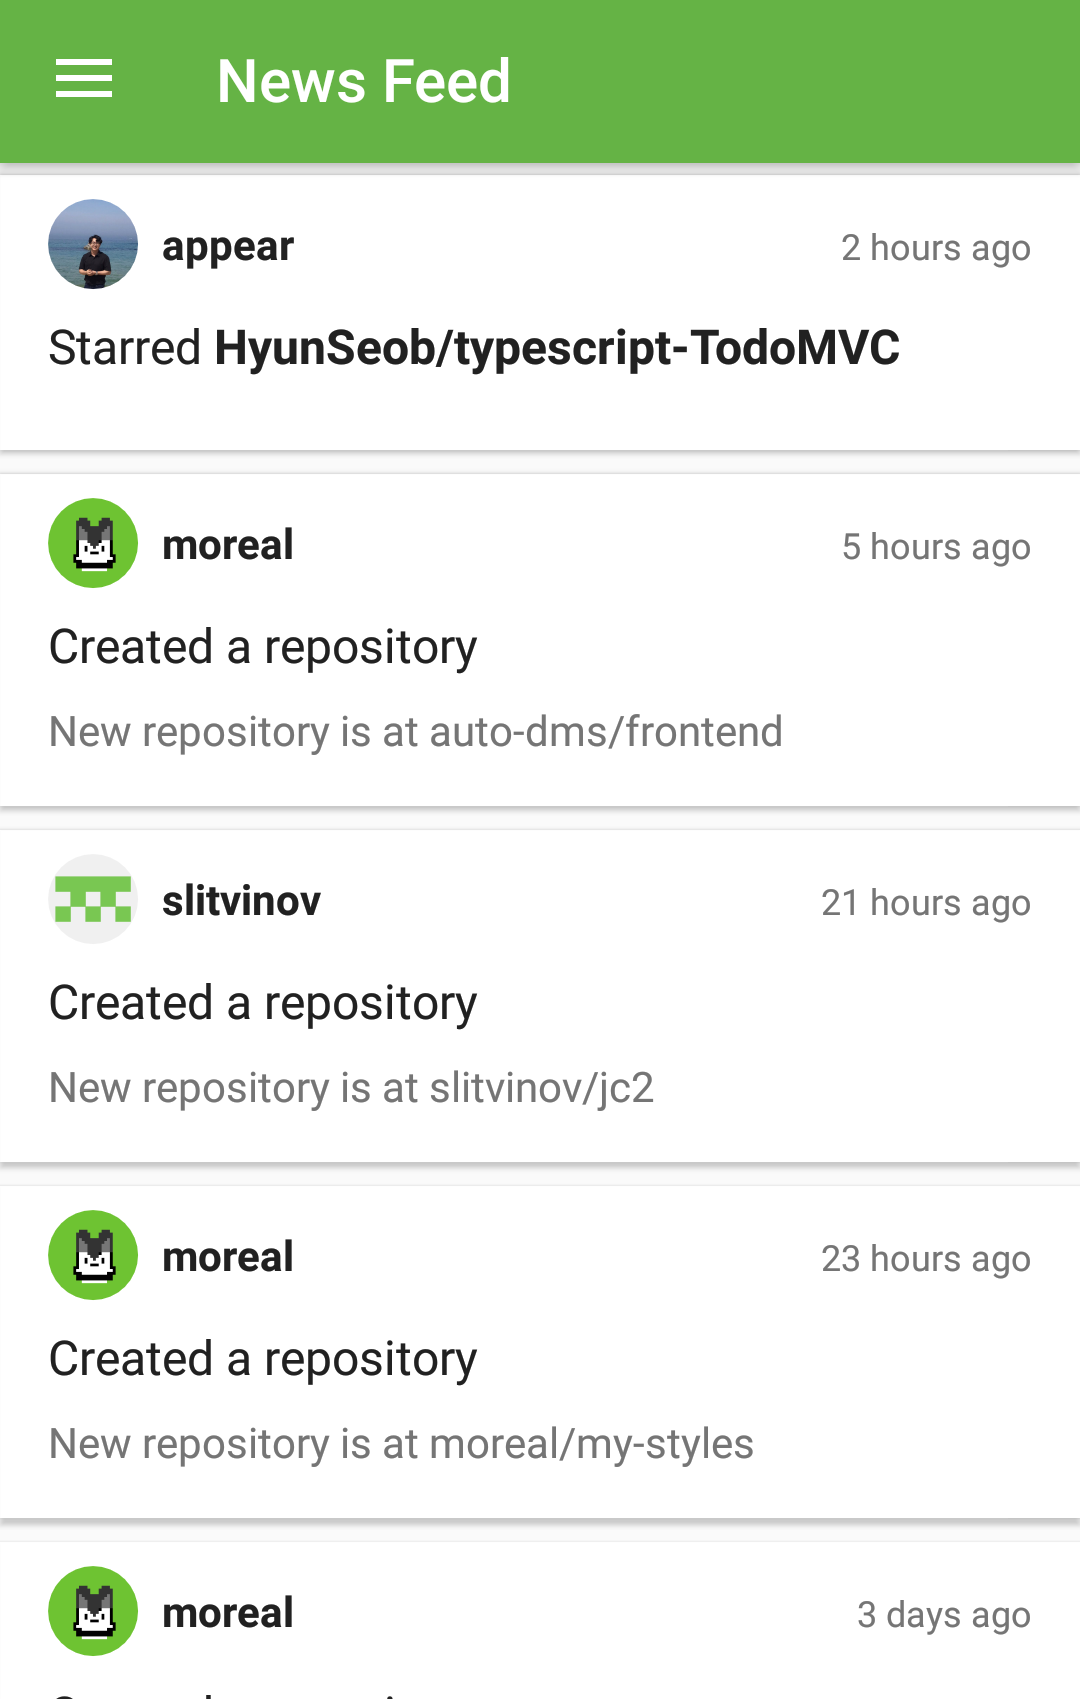 News Feed
appear
2 hours ago
Starred HyunSeob/typescript-TodoMVC
moreal
5 hours ago
Created a repository
New repository is at auto-dms/frontend
slitvinov
21 hours ago
Created a repository
New repository is at slitvinov/jc2
moreal
23 hours ago
Created a repository
New repository is at moreal/my-styles
moreal
3 days ago